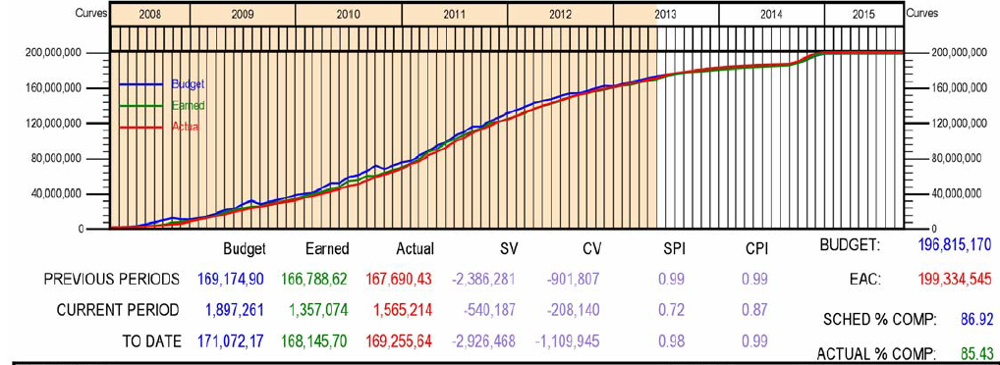 Curves 2008 2009 2010 2011 2012 2013 2014 2015 Curves
200,000,000 200,000,000
160,000,000 160,000,000
Budget
Earned
120,000,000 120,000,000
Actual
80,000,000 80,000,000
40,000,000 40,000,000
0 0
Budget Earned Actual SV CV SPI CPI BUDGET: 196,815,170
PREVIOUS PERIODS 169,174,90 166,788,62 167,690,43 -2,386,281 -901,807 0.99 0.99 EAC: 199,334,545
CURRENT PERIOD 1,897,261 1,357,074 1,565,214 -540,187 -208,140 0.72 0.87 SCHED % COMP: 86.92
TO DATE 171,072,17 168,145,70 169,255,64 -2,926,468 -1,109,945 0.98 0.99 ACTUAL % COMP: 85.43